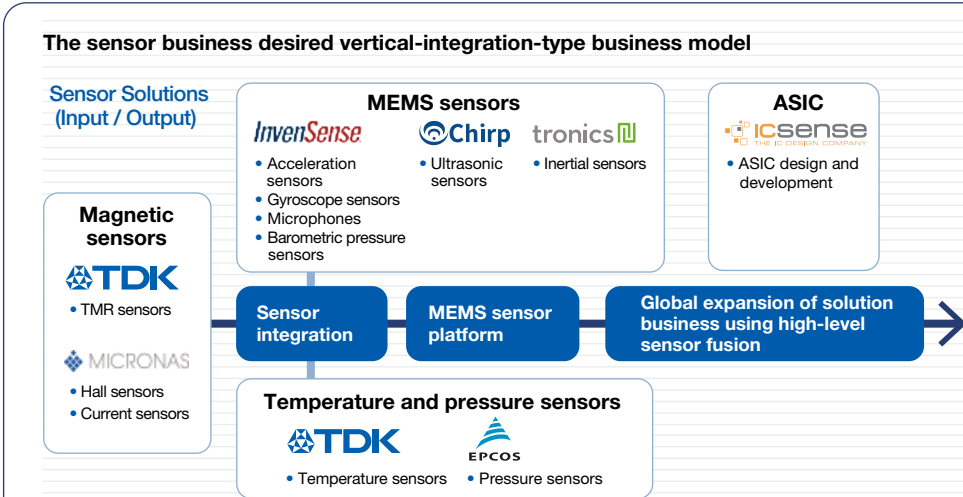 The sensor business desired vertical-integration-type business model
Sensor Solutions
(Input / Output)
MEMS sensors
InvenSense
• Acceleration
sensors
• Gyroscope sensors
• Microphones
• Barometric pressure
sensors
Chirp
• Ultrasonic
sensors
tronics
• Inertial sensors
ASIC
icsense
THE IC DESIGN COMPANY
• ASIC design and
development
Magnetic
sensors
TDK
• TMR sensors
MICRONAS
• Hall sensors
• Current sensors
Sensor
integration
MEMS sensor
platform
Global expansion of solution
business using high-level
sensor fusion
Temperature and pressure sensors
TDK
• Temperature sensors
EPCOS
• Pressure sensors